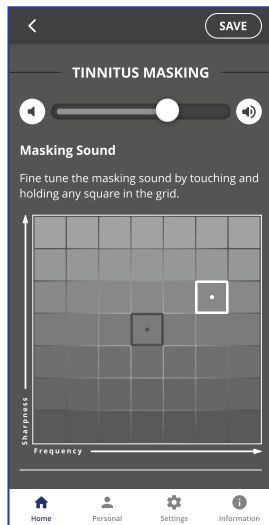 SAVE
TINNITUS MASKING
Masking Sound
Fine tune the masking sound by touching and
holding any square in the grid.
Sharpness
Frequency
Home Personal Settings Information